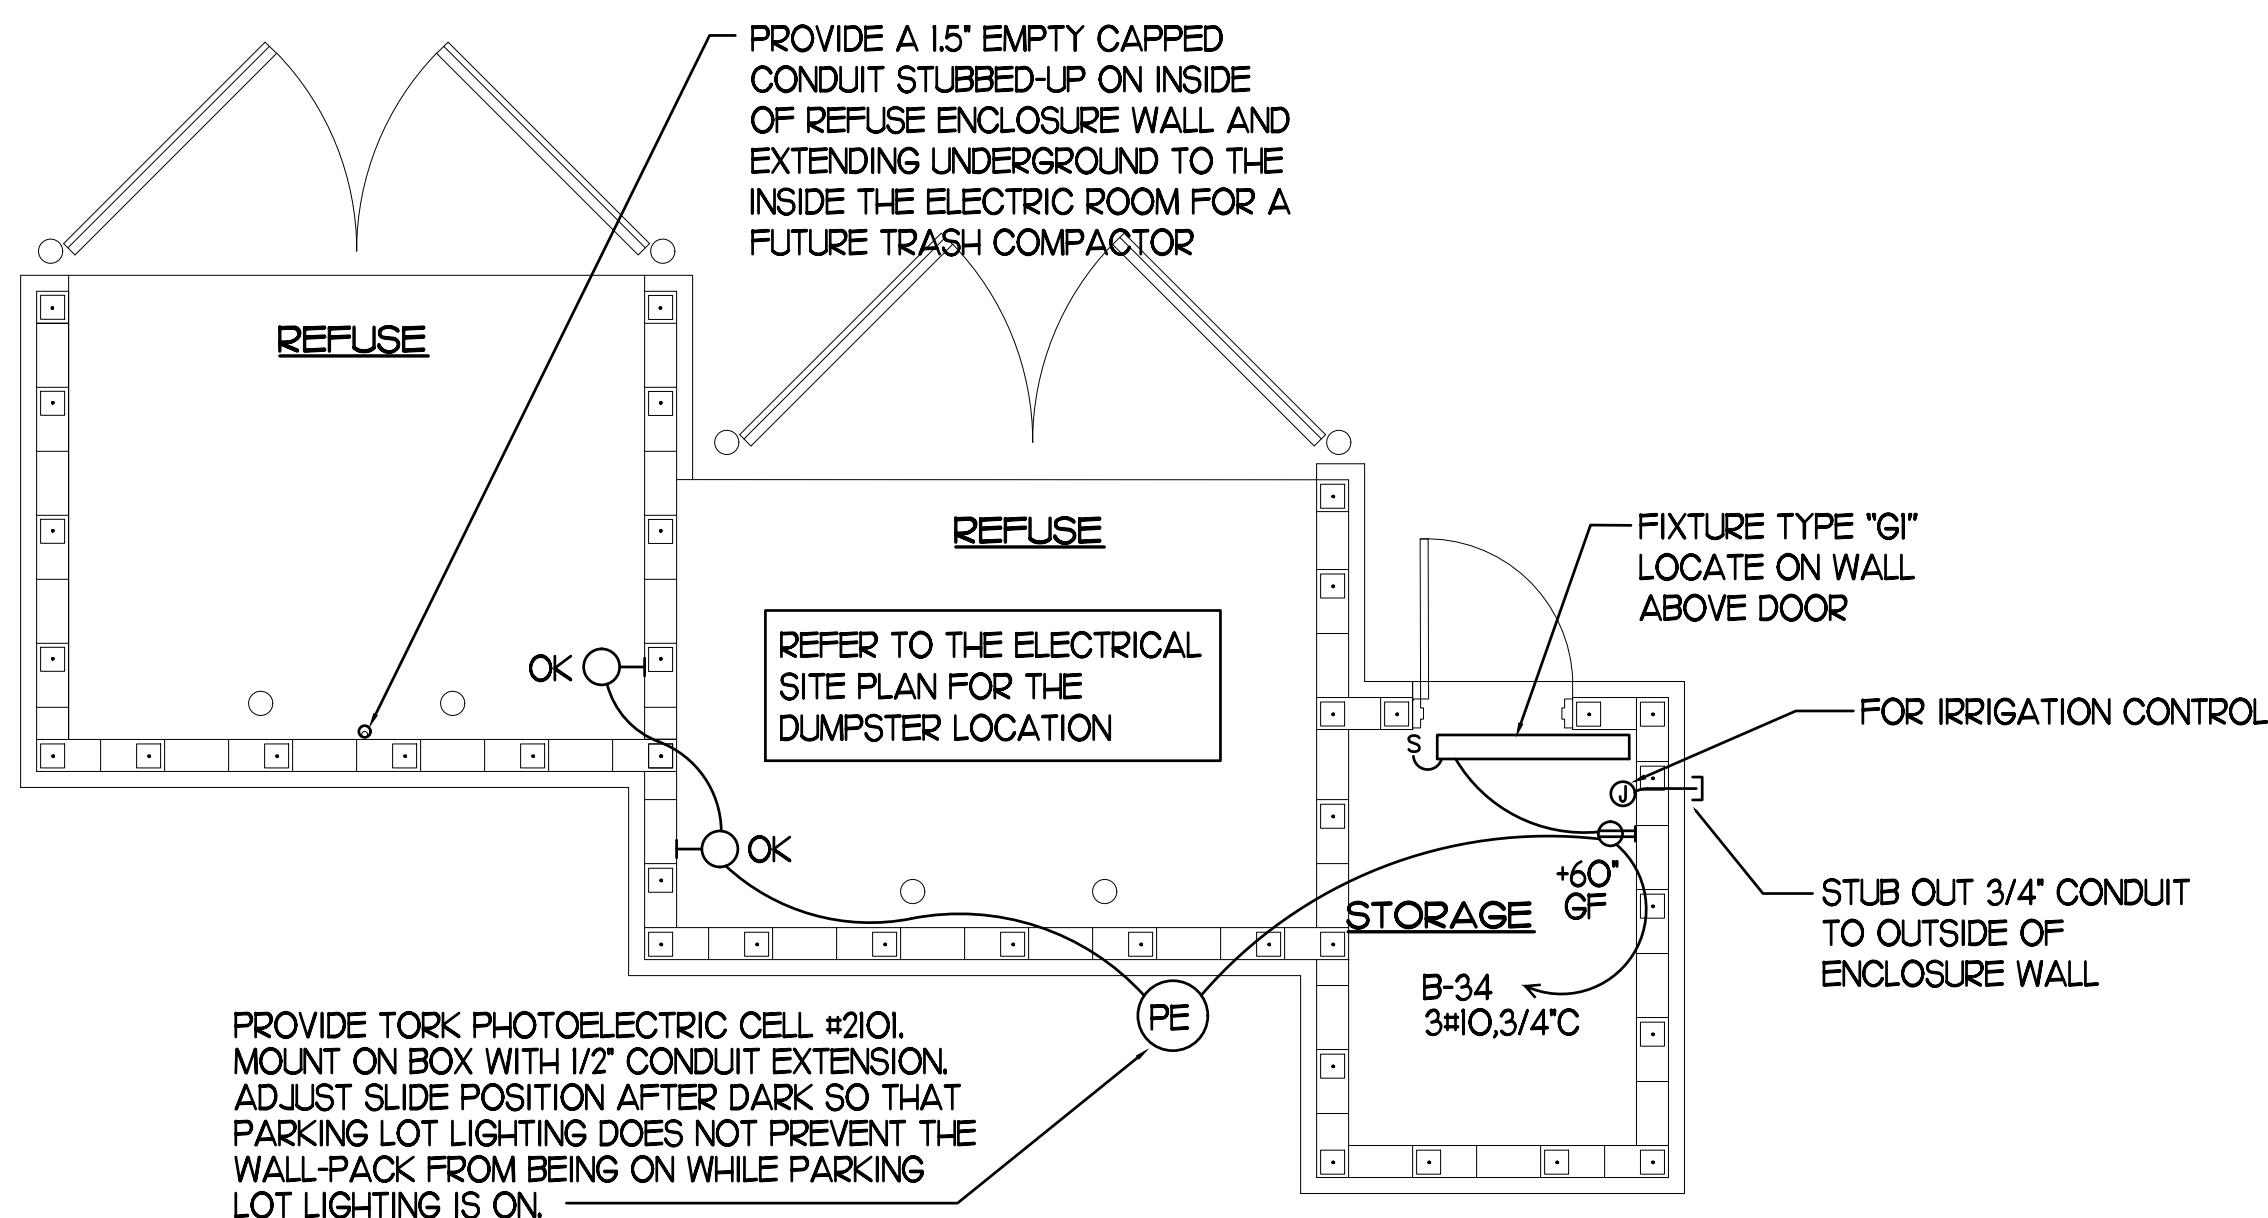 PROVIDE A 1.5" EMPTY CAPPED
CONDUIT STUBBED-UP ON INSIDE
OF REFUSE ENCLOSURE WALL AND
EXTENDING UNDERGROUND TO THE
INSIDE THE ELECTRIC ROOM FOR A
FUTURE TRASH COMPACTOR
REFUSE
REFUSE
FIXTURE TYPE "G1"
LOCATE ON WALL
ABOVE DOOR
REFER TO THE ELECTRICAL
SITE PLAN FOR THE
DUMPSTER LOCATION
OK
OK
S
J
FOR IRRIGATION CONTROL
+60"
GF
STORAGE
STUB OUT 3/4" CONDUIT
TO OUTSIDE OF
ENCLOSURE WALL
B-34
3#10,3/4"C
PE
PROVIDE TORK PHOTOELECTRIC CELL #2101.
MOUNT ON BOX WITH 1/2" CONDUIT EXTENSION.
ADJUST SLIDE POSITION AFTER DARK SO THAT
PARKING LOT LIGHTING DOES NOT PREVENT THE
WALL-PACK FROM BEING ON WHILE PARKING
LOT LIGHTING IS ON.